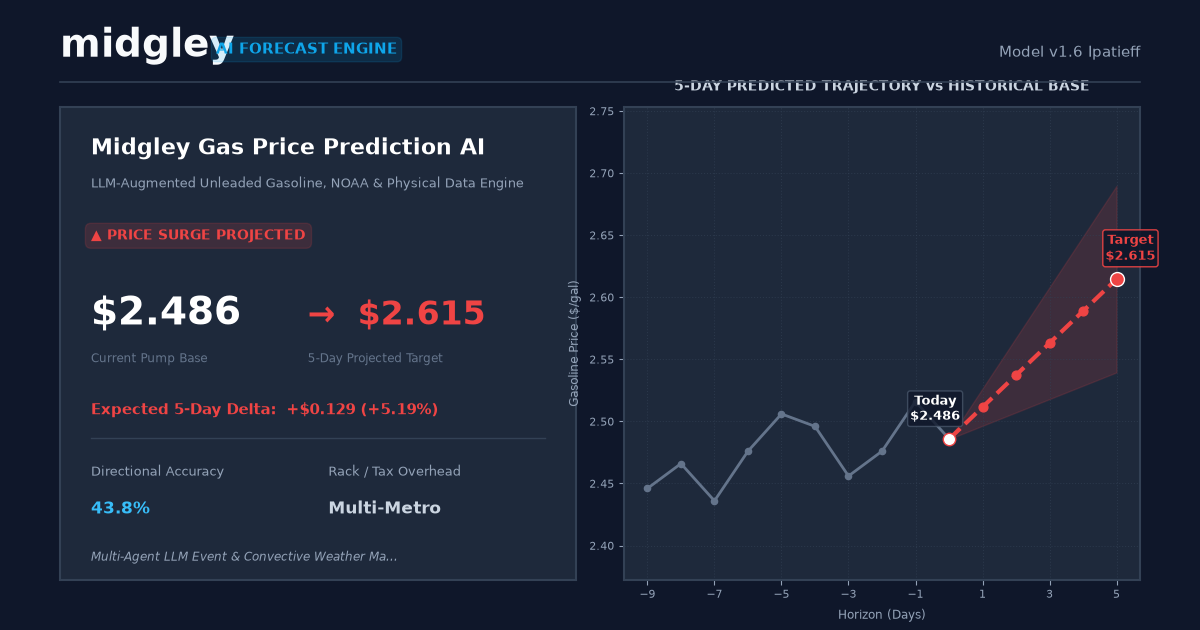 midgley
AI FORECAST ENGINE
Model v1.6 Ipatieff
Midgley Gas Price Prediction AI
LLM-Augmented Unleaded Gasoline, NOAA & Physical Data Engine
▲ PRICE SURGE PROJECTED
$2.486 → $2.615
Current Pump Base 5-Day Projected Target
Expected 5-Day Delta: +$0.129 (+5.19%)
Directional Accuracy Rack / Tax Overhead
43.8% Multi-Metro
Multi-Agent LLM Event & Convective Weather Ma...
5-DAY PREDICTED TRAJECTORY vs HISTORICAL BASE
Gasoline Price ($/gal)
2.75
2.70
2.65
2.60
2.55
2.50
2.45
2.40
Target
$2.615
Today
$2.486
−9 −7 −5 −3 −1 1 3 5
Horizon (Days)